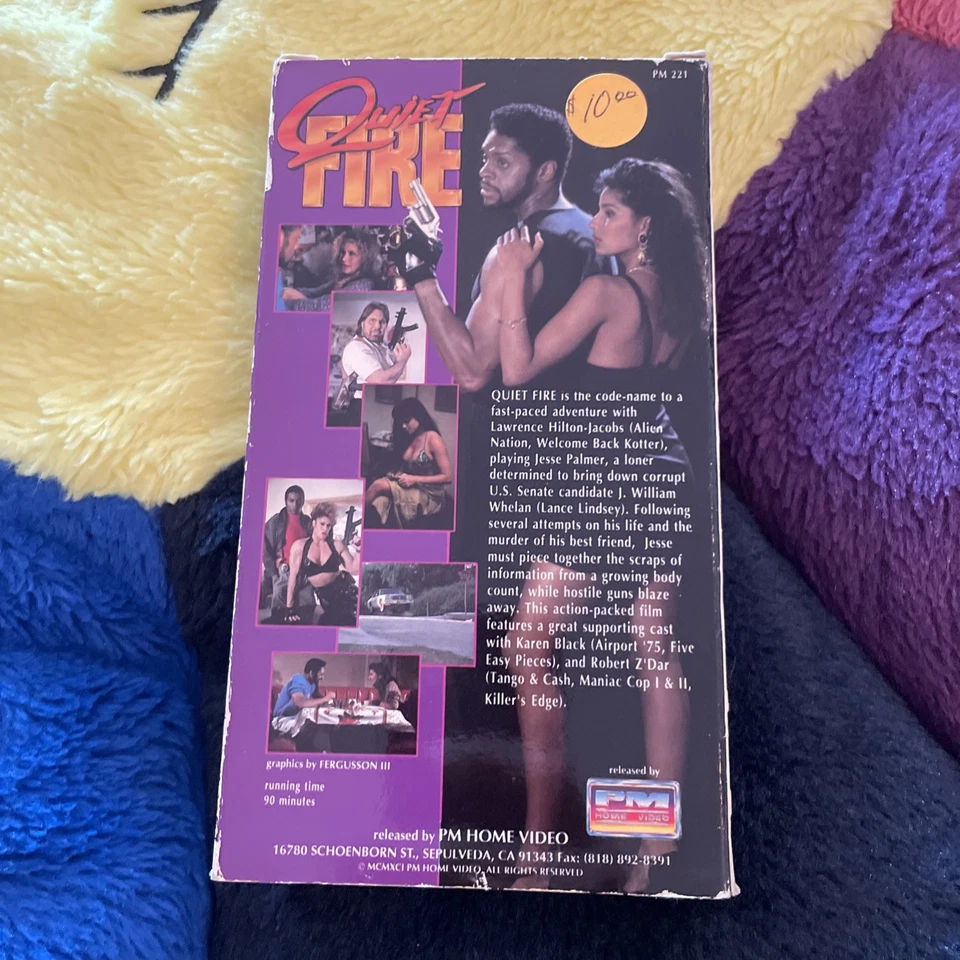 PM 221
QUIET
FIRE
$10.00
QUIET FIRE is the code-name to a
fast-paced adventure with
Lawrence Hilton-Jacobs (Alien
Nation, Welcome Back Kotter),
playing Jesse Palmer, a loner
determined to bring down corrupt
U.S. Senate candidate J. William
Whelan (Lance Lindsey). Following
several attempts on his life and the
murder of his best friend, Jesse
must piece together the scraps of
information from a growing body
count, while hostile guns blaze
away. This action-packed film
features a great supporting cast
with Karen Black (Airport '75, Five
Easy Pieces), and Robert Z'Dar
(Tango & Cash, Maniac Cop I & II,
Killer's Edge).
graphics by FERGUSSON III
running time
90 minutes
released by
PM
HOME VIDEO
released by PM HOME VIDEO
16780 SCHOENBORN ST., SEPULVEDA, CA 91343 Fax: (818) 892-8391
© MCMXCI PM HOME VIDEO, ALL RIGHTS RESERVED